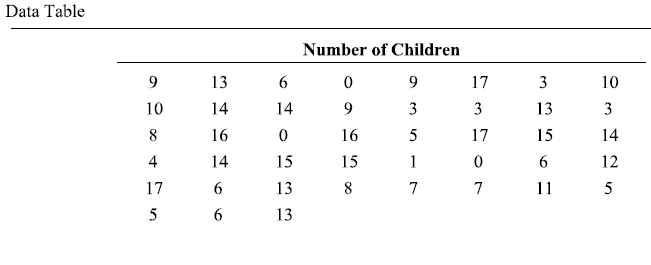 Data Table
Number of Children
9 13 6 0 9 17 3 10
10 14 14 9 3 3 13 3
8 16 0 16 5 17 15 14
4 14 15 15 1 0 6 12
17 6 13 8 7 7 11 5
5 6 13